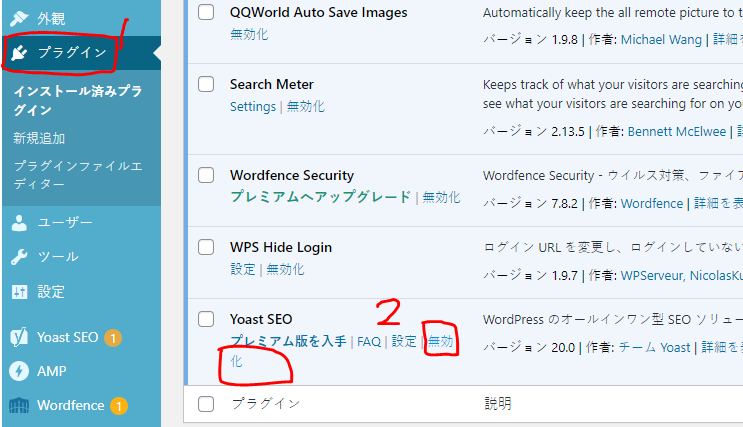 外観
プラグイン
1
インストール済みプラ
グイン
新規追加
プラグインファイルエ
ディター
ユーザー
ツール
設定
Yoast SEO 1
AMP
Wordfence 1
QQWorld Auto Save Images
無効化
Automatically keep the all remote picture to t
バージョン 1.9.8 | 作者: Michael Wang | 詳細
Search Meter
Settings | 無効化
Keeps track of what your visitors are searching
see what your visitors are searching for on you
バージョン 2.13.5 | 作者: Bennett McElwee |
Wordfence Security
プレミアムへアップグレード | 無効化
Wordfence Security - ウイルス対策、ファイア
バージョン 7.8.2 | 作者: Wordfence | 詳細を表
WPS Hide Login
設定 | 無効化
ログイン URL を変更し、ログインしていない
バージョン 1.9.7 | 作者: WPServeur, NicolasKu
2
Yoast SEO
プレミアム版を入手 | FAQ | 設定 | 無効
化
WordPress のオールインワン型 SEO ソリュー
バージョン 20.0 | 作者: チーム Yoast | 詳細を表
プラグイン
説明